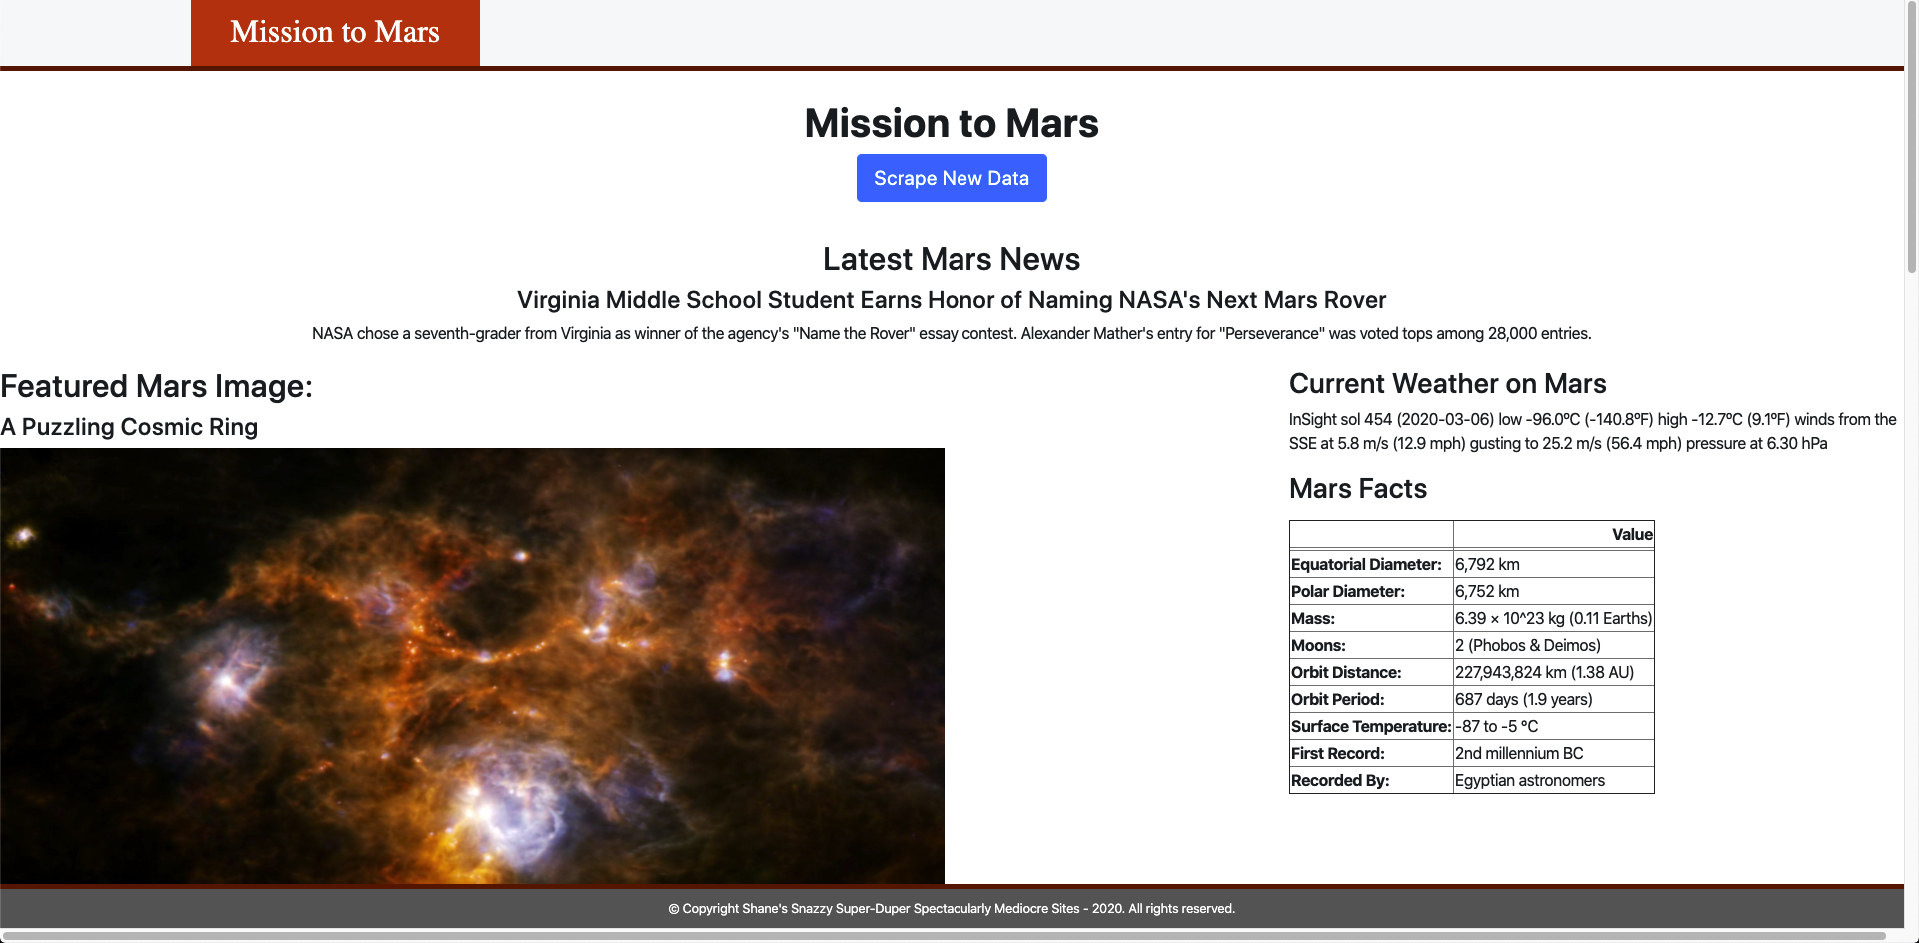 Mission to Mars
Mission to Mars
Scrape New Data
Latest Mars News
Virginia Middle School Student Earns Honor of Naming NASA's Next Mars Rover
NASA chose a seventh-grader from Virginia as winner of the agency's "Name the Rover" essay contest. Alexander Mather's entry for "Perseverance" was voted tops among 28,000 entries.
Featured Mars Image:
A Puzzling Cosmic Ring
Current Weather on Mars
InSight sol 454 (2020-03-06) low -96.0ºC (-140.8ºF) high -12.7ºC (9.1ºF) winds from the
SSE at 5.8 m/s (12.9 mph) gusting to 25.2 m/s (56.4 mph) pressure at 6.30 hPa
Mars Facts
Value
Equatorial Diameter: 6,792 km
Polar Diameter: 6,752 km
Mass: 6.39 × 10^23 kg (0.11 Earths)
Moons: 2 (Phobos & Deimos)
Orbit Distance: 227,943,824 km (1.38 AU)
Orbit Period: 687 days (1.9 years)
Surface Temperature: -87 to -5 °C
First Record: 2nd millennium BC
Recorded By: Egyptian astronomers
© Copyright Shane's Snazzy Super-Duper Spectacularly Mediocre Sites - 2020. All rights reserved.